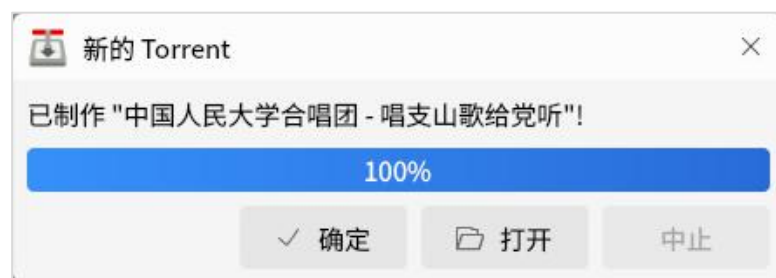 新的 Torrent
已制作 "中国人民大学合唱团 - 唱支山歌给党听"!
100%
确定 打开 中止